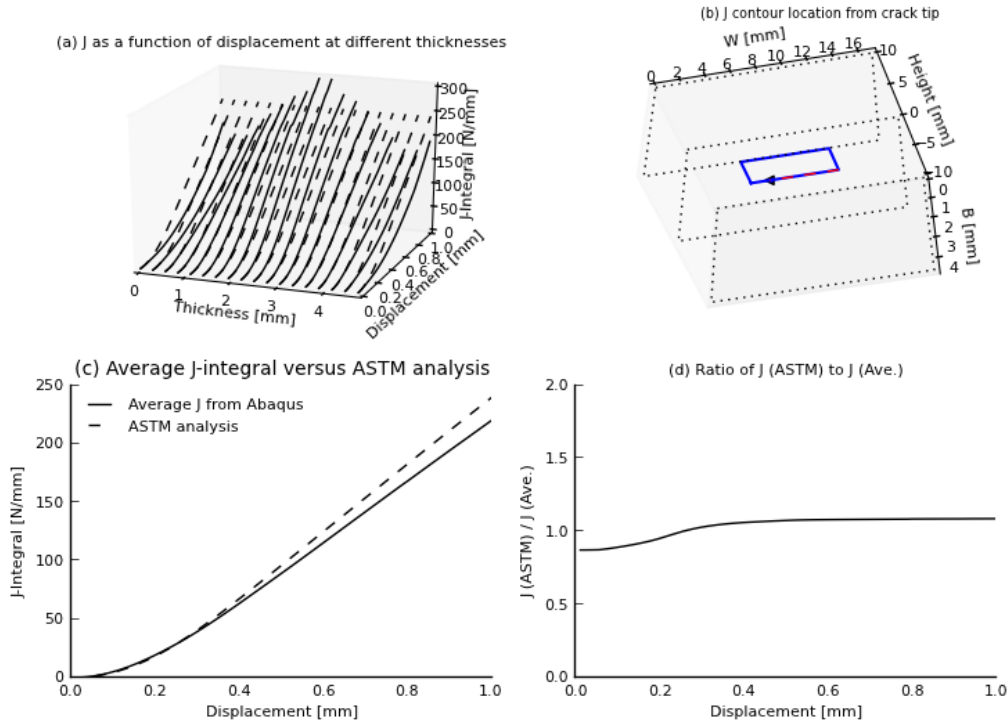 (a) J as a function of displacement at different thicknesses
300
250
200
150
100
50
0
J-Integral [N/mm]
0
1
2
3
4
Thickness [mm]
0.0
0.2
0.4
0.6
0.8
1.0
Displacement [mm]
(b) J contour location from crack tip
W [mm]
0 2 4 6 8 10 12 14 16
10
5
0
−5
−10
Height [mm]
0
1
2
3
4
B [mm]
(c) Average J-integral versus ASTM analysis
Average J from Abaqus
ASTM analysis
250
200
150
100
50
0
J-Integral [N/mm]
0.0 0.2 0.4 0.6 0.8 1.0
Displacement [mm]
(d) Ratio of J (ASTM) to J (Ave.)
2.0
1.5
1.0
0.5
0.0
J (ASTM) / J (Ave.)
0.0 0.2 0.4 0.6 0.8 1.0
Displacement [mm]